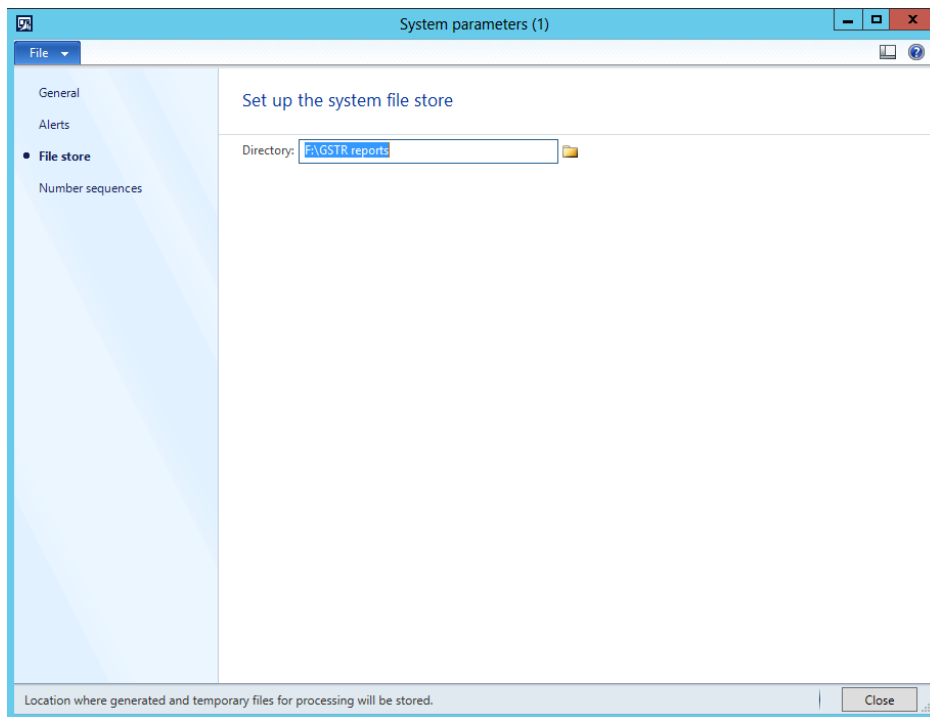 System parameters (1)
File
General
Alerts
File store
Number sequences
Set up the system file store
Directory: F:\GSTR reports
Location where generated and temporary files for processing will be stored.
Close